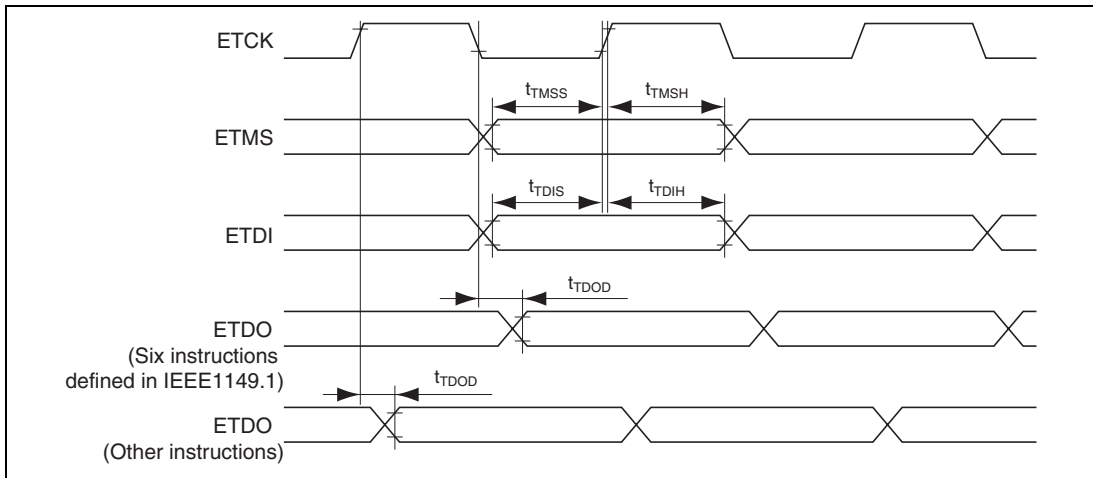 ETCK
tTMSS
tTMSH
ETMS
tTDIS
tTDIH
ETDI
tTDOD
ETDO
(Six instructions
defined in IEEE1149.1)
tTDOD
ETDO
(Other instructions)